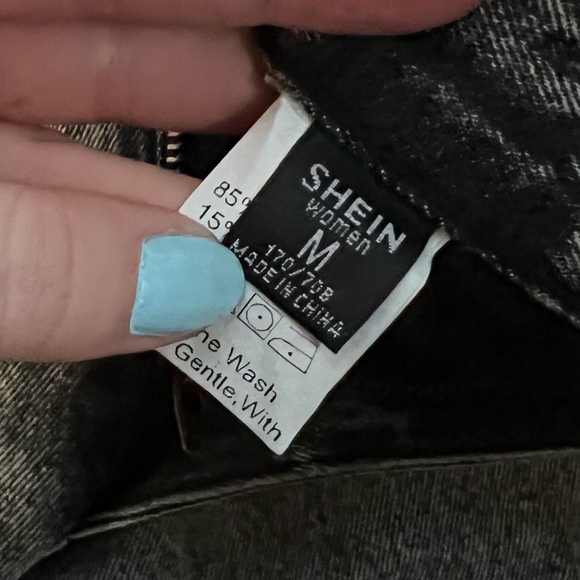 SHEIN
women
M
170/70B
MADE IN CHINA
85%
15%
ne Wash
Gentle,With